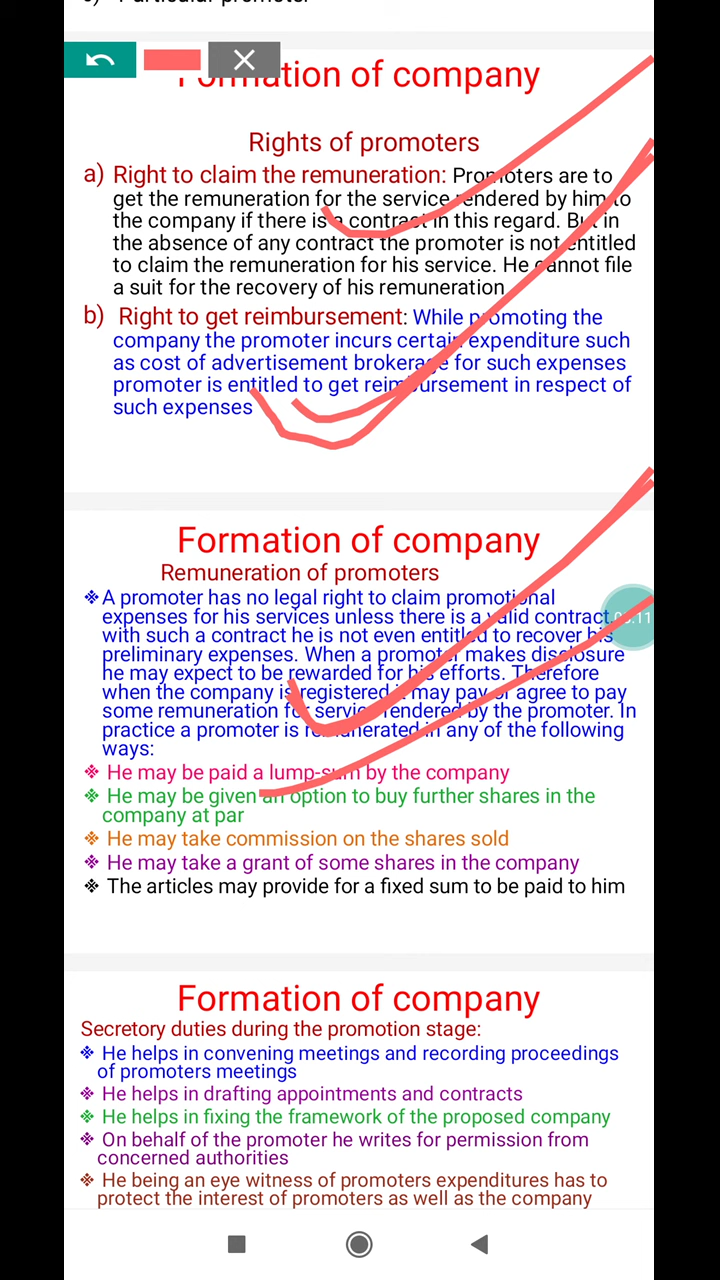 Formation of company
Rights of promoters
a) Right to claim the remuneration: Promoters are to
get the remuneration for the service rendered by him to
the company if there is a contract in this regard. But in
the absence of any contract the promoter is not entitled
to claim the remuneration for his service. He cannot file
a suit for the recovery of his remuneration
b) Right to get reimbursement: While promoting the
company the promoter incurs certain expenditure such
as cost of advertisement brokerage for such expenses
promoter is entitled to get reimbursement in respect of
such expenses
Formation of company
Remuneration of promoters
❖ A promoter has no legal right to claim promotional
expenses for his services unless there is a valid contract.
with such a contract he is not even entitled to recover his
preliminary expenses. When a promoter makes disclosure
he may expect to be rewarded for his efforts. Therefore
when the company is registered it may pay or agree to pay
some remuneration for service rendered by the promoter. In
practice a promoter is remunerated in any of the following
ways:
❖ He may be paid a lump-sum by the company
❖ He may be given an option to buy further shares in the
company at par
❖ He may take commission on the shares sold
❖ He may take a grant of some shares in the company
❖ The articles may provide for a fixed sum to be paid to him
Formation of company
Secretory duties during the promotion stage:
❖ He helps in convening meetings and recording proceedings
of promoters meetings
❖ He helps in drafting appointments and contracts
❖ He helps in fixing the framework of the proposed company
❖ On behalf of the promoter he writes for permission from
concerned authorities
❖ He being an eye witness of promoters expenditures has to
protect the interest of promoters as well as the company